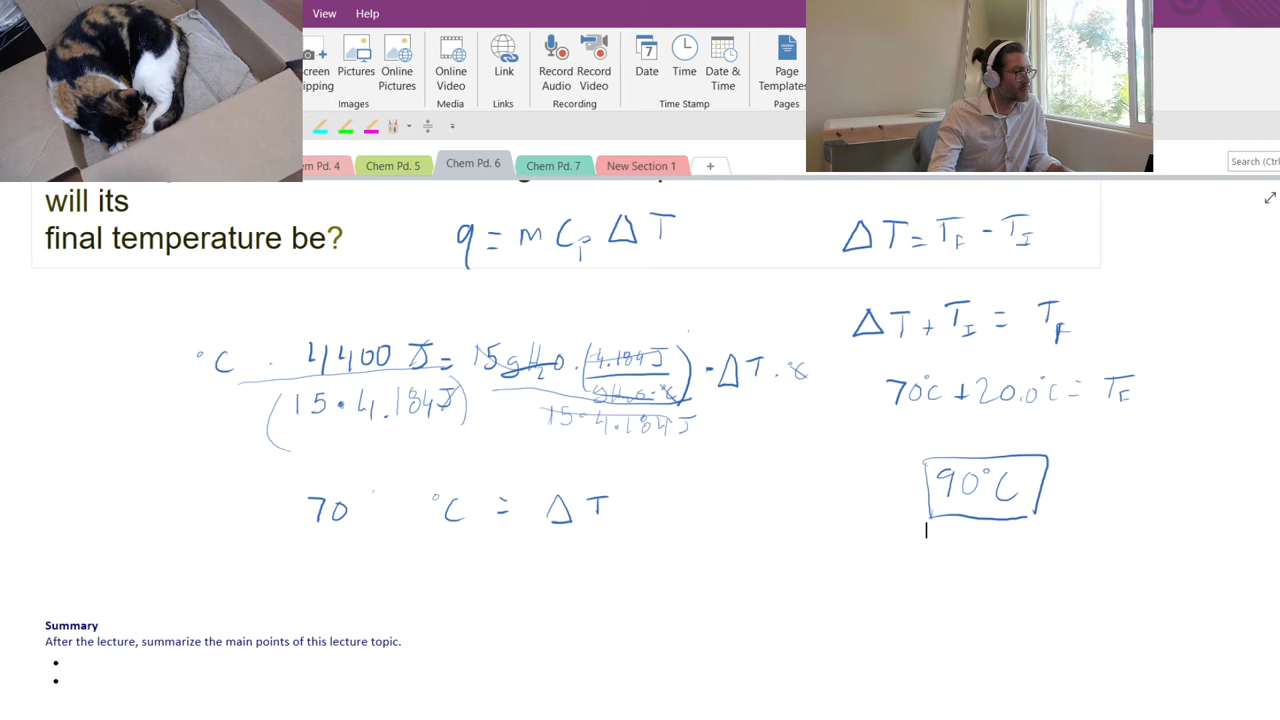 View Help
Screen Clipping Pictures Online Pictures Online Video Link Record Audio Record Video Date Time Date & Time Page Templates
Images Media Links Recording Time Stamp Pages
Chem Pd. 5 Chem Pd. 6 Chem Pd. 7 New Section 1 +
Search (Ctrl
will its
final temperature be?
q = m Cp ΔT
ΔT = TF - TI
ΔT + TI = TF
°C · 4400 J = 15 g H2O · (4.184 J / g H2O · °C) · ΔT · °C
(15 · 4.184 J) 15 · 4.184 J
70°C + 20.0°C = TF
90°C
70 °C = ΔT
Summary
After the lecture, summarize the main points of this lecture topic.